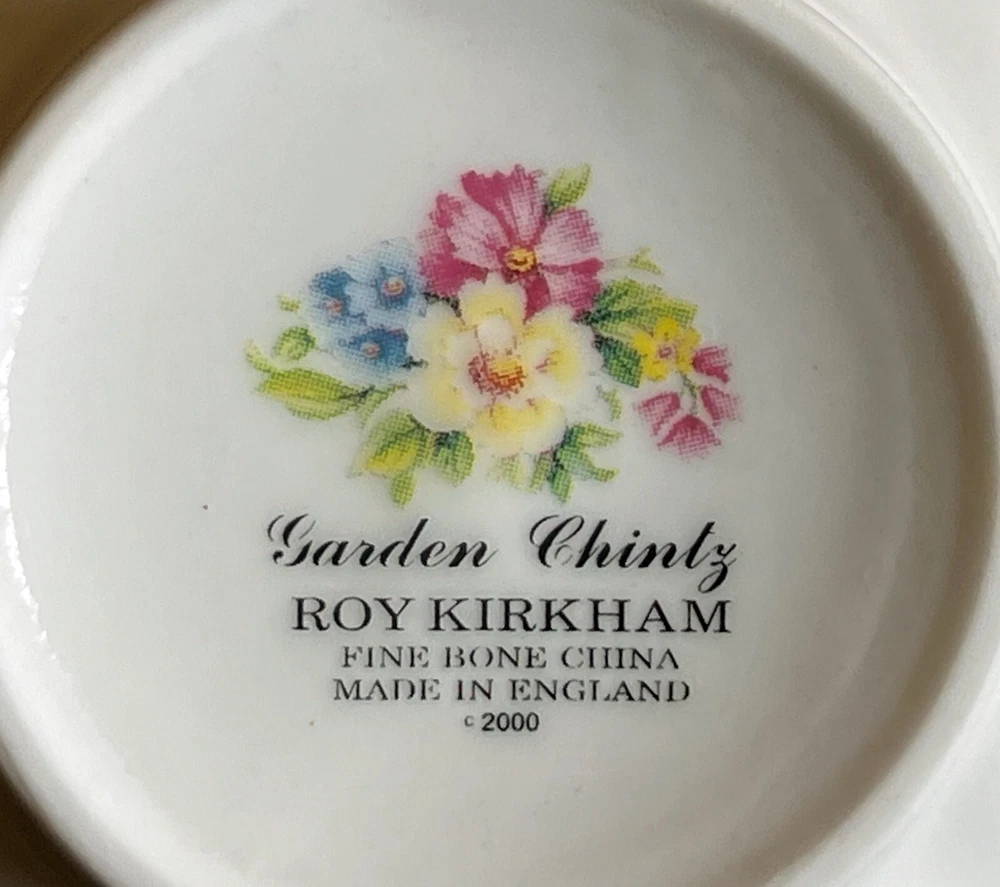 Garden Chintz
ROY KIRKHAM
FINE BONE CHINA
MADE IN ENGLAND
c 2000